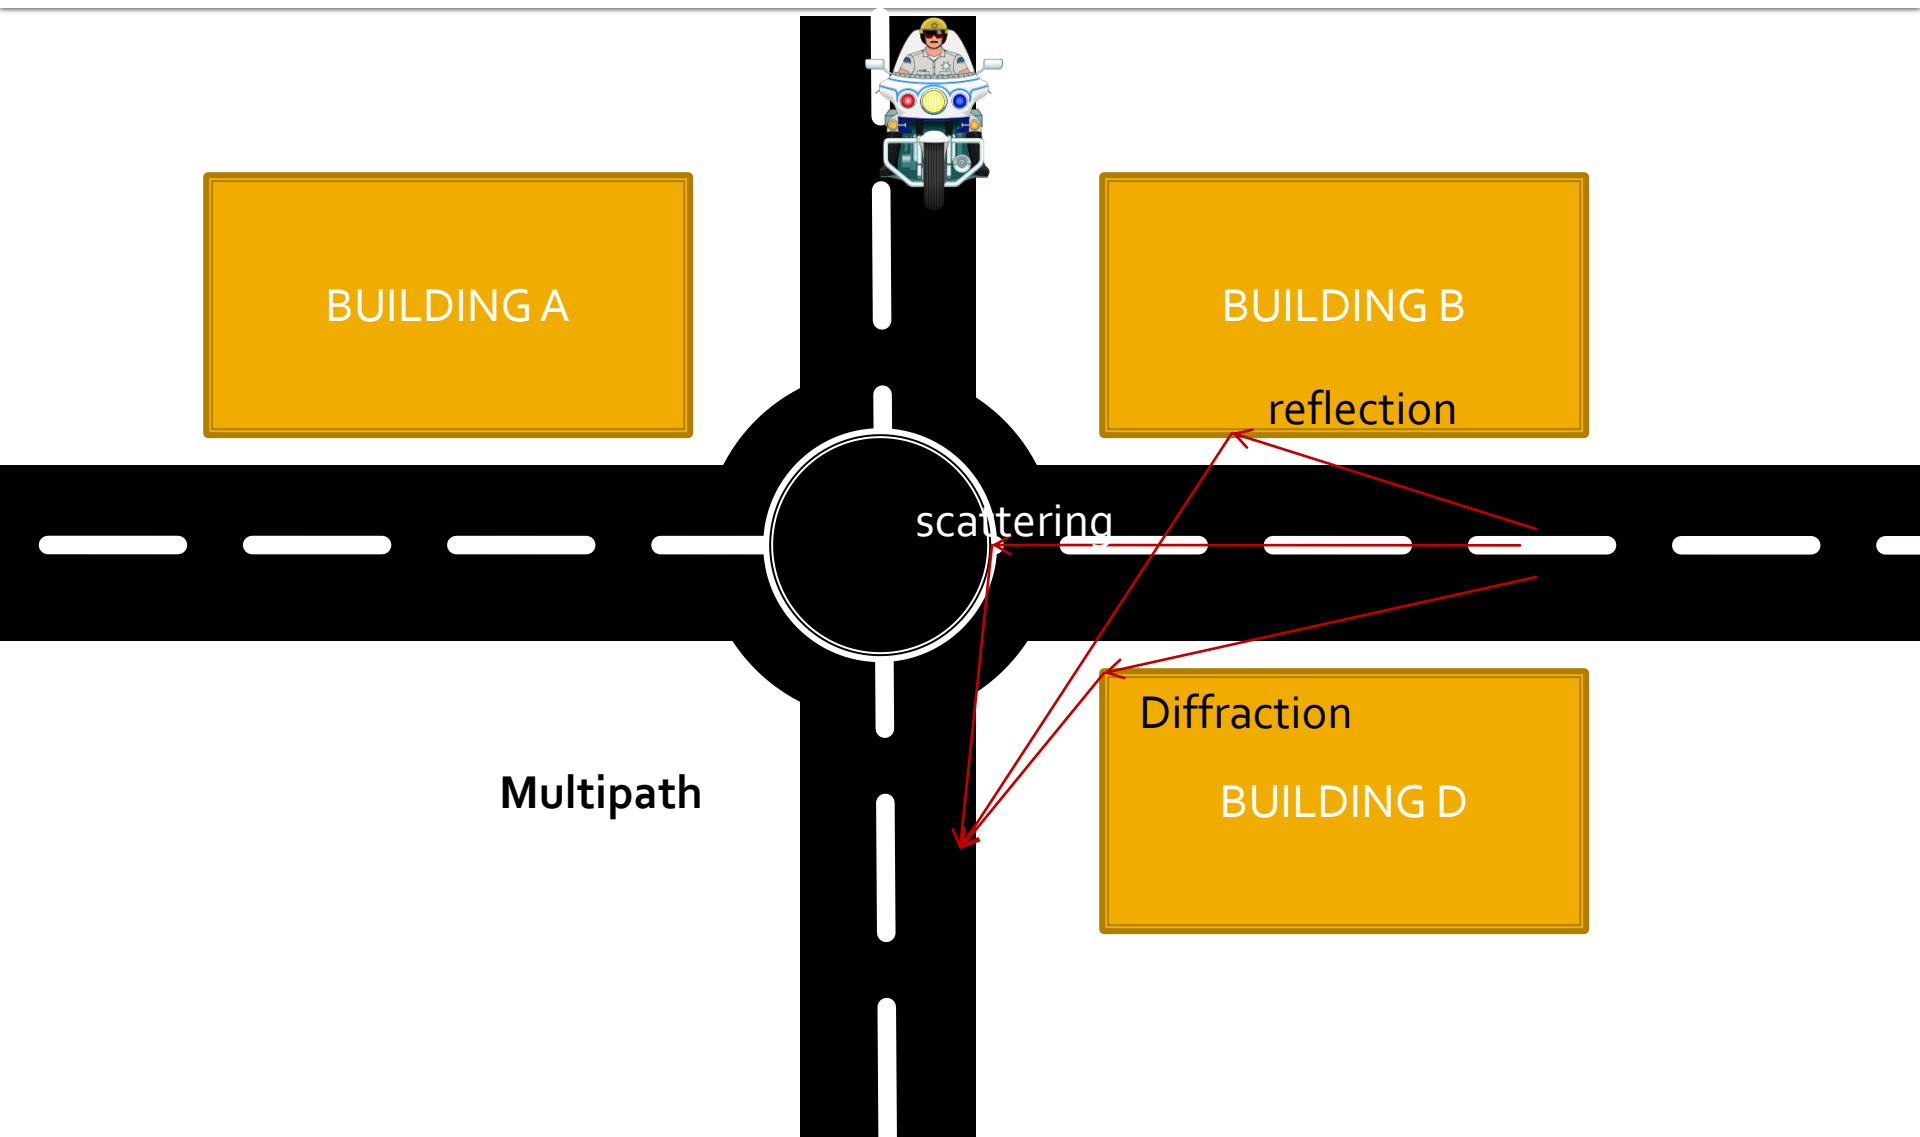 BUILDING A
BUILDING B
reflection
scattering
Diffraction
Multipath
BUILDING D